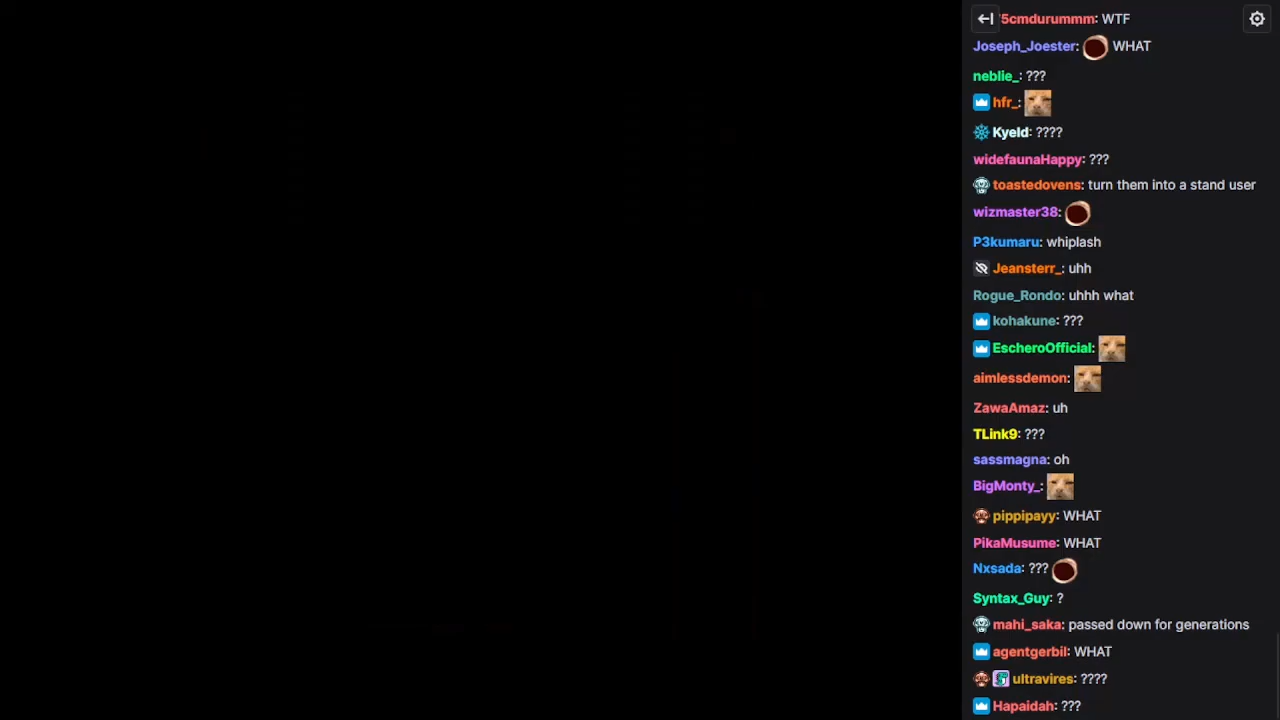 5cmdurummm: WTF
Joseph_Joester: WHAT
neblie_: ???
hfr_:
Kyeld: ????
widefaunaHappy: ???
toastedovens: turn them into a stand user
wizmaster38:
P3kumaru: whiplash
Jeansterr_: uhh
Rogue_Rondo: uhhh what
kohakune: ???
EscheroOfficial:
aimlessdemon:
ZawaAmaz: uh
TLink9: ???
sassmagna: oh
BigMonty_:
pippipayy: WHAT
PikaMusume: WHAT
Nxsada: ???
Syntax_Guy: ?
mahi_saka: passed down for generations
agentgerbil: WHAT
ultravires: ????
Hapaidah: ???